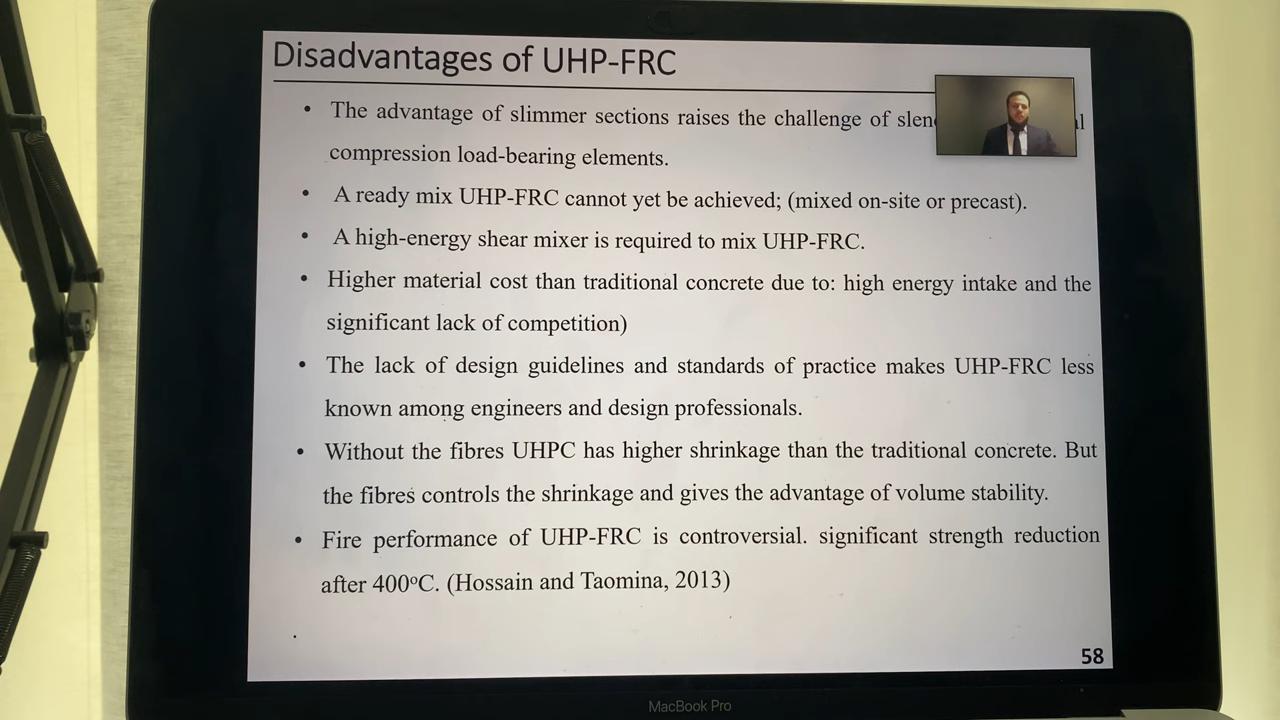 Disadvantages of UHP-FRC
• The advantage of slimmer sections raises the challenge of
compression load-bearing elements.
• A ready mix UHP-FRC cannot yet be achieved; (mixed on-site or precast).
• A high-energy shear mixer is required to mix UHP-FRC.
• Higher material cost than traditional concrete due to: high energy intake and the
significant lack of competition)
• The lack of design guidelines and standards of practice makes UHP-FRC less
known among engineers and design professionals.
• Without the fibres UHPC has higher shrinkage than the traditional concrete. But
the fibres controls the shrinkage and gives the advantage of volume stability.
• Fire performance of UHP-FRC is controversial. significant strength reduction
after 400°C. (Hossain and Taomina, 2013)
58
MacBook Pro